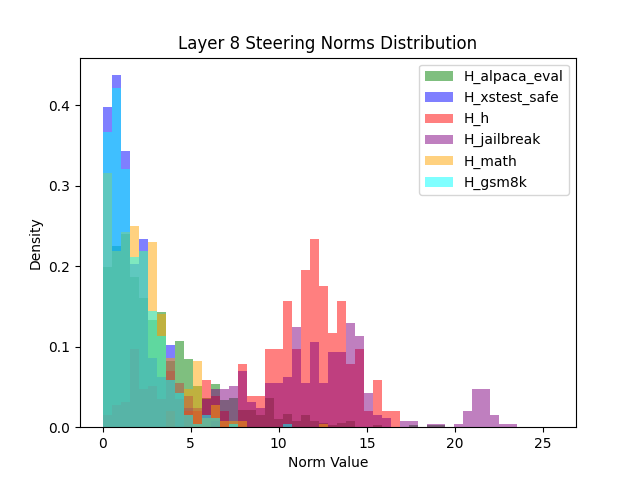 Layer 8 Steering Norms Distribution
H_alpaca_eval
H_xstest_safe
H_h
H_jailbreak
H_math
H_gsm8k
Density
0.4
0.3
0.2
0.1
0.0
0 5 10 15 20 25
Norm Value